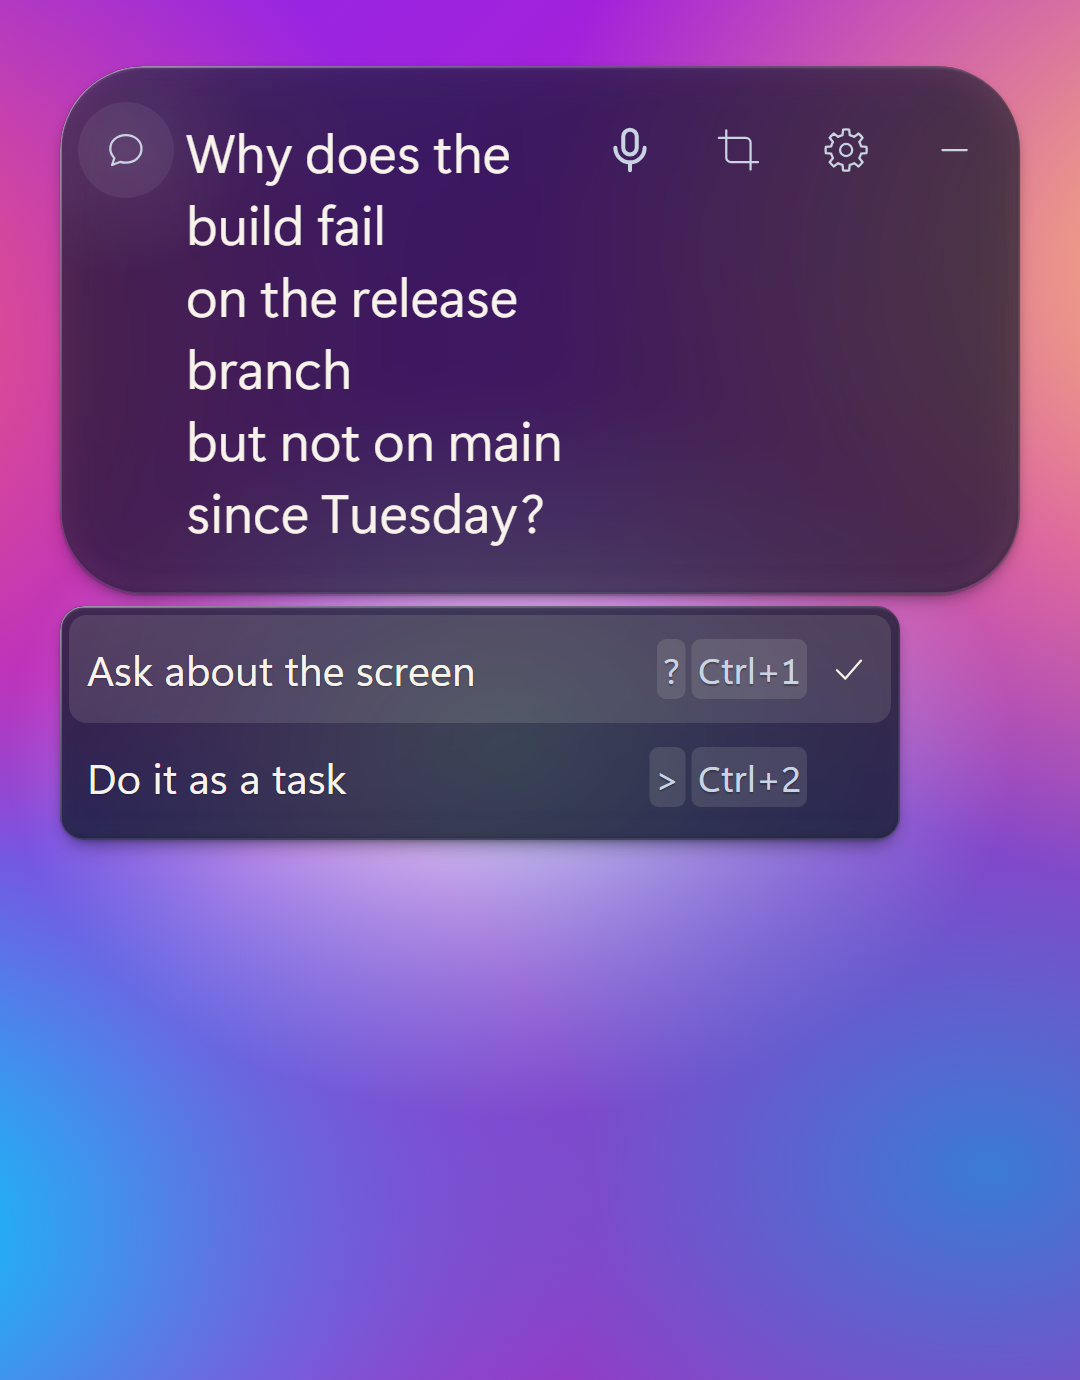 Why does the
build fail
on the release
branch
but not on main
since Tuesday?
Ask about the screen ? Ctrl+1
Do it as a task > Ctrl+2